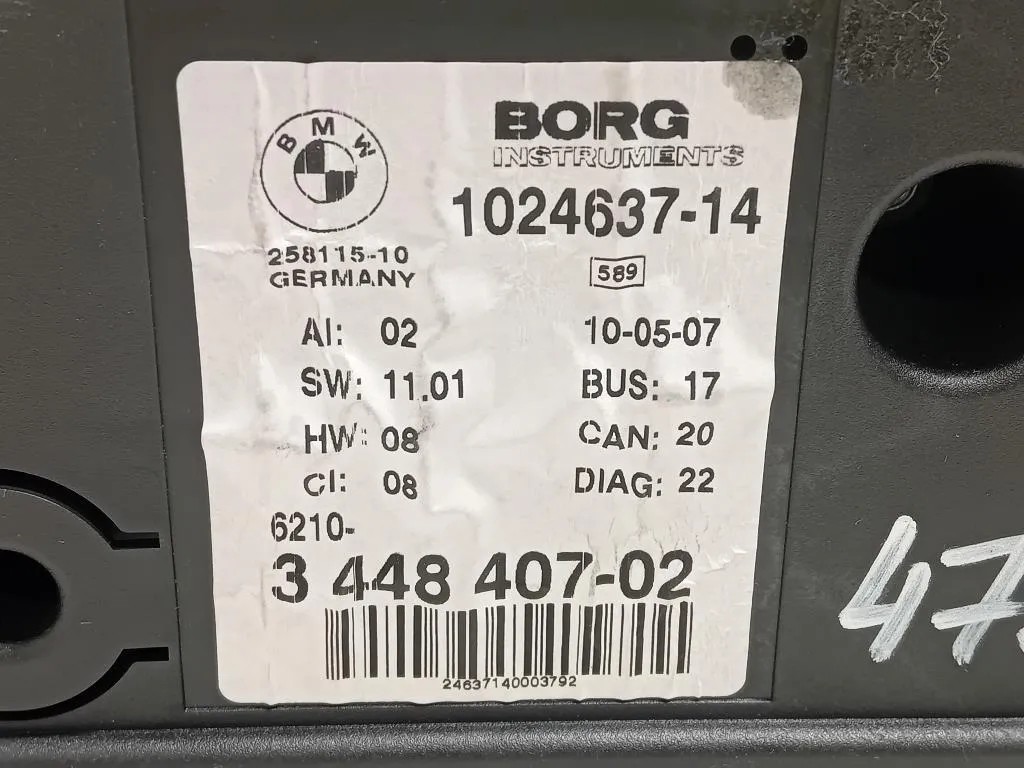 BMW
BORG
INSTRUMENTS
1024637-14
258115-10
GERMANY
589
AI: 02
10-05-07
SW: 11.01
BUS: 17
HW: 08
CAN: 20
CI: 08
DIAG: 22
6210-
3 448 407-02
24637140003792